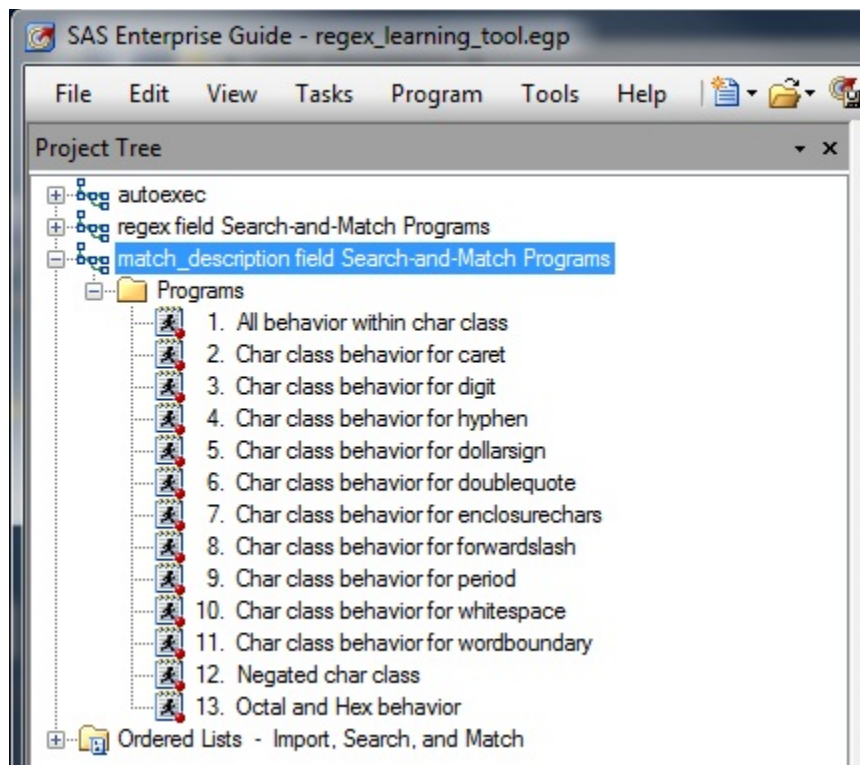 SAS Enterprise Guide - regex_learning_tool.egp
File Edit View Tasks Program Tools Help
Project Tree
autoexec
regex field Search-and-Match Programs
match_description field Search-and-Match Programs
Programs
1. All behavior within char class
2. Char class behavior for caret
3. Char class behavior for digit
4. Char class behavior for hyphen
5. Char class behavior for dollarsign
6. Char class behavior for doublequote
7. Char class behavior for enclosurechars
8. Char class behavior for forwardslash
9. Char class behavior for period
10. Char class behavior for whitespace
11. Char class behavior for wordboundary
12. Negated char class
13. Octal and Hex behavior
Ordered Lists - Import, Search, and Match